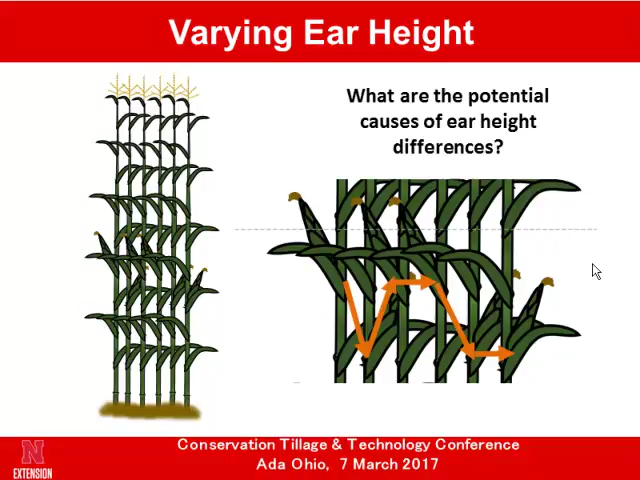 Varying Ear Height
What are the potential
causes of ear height
differences?
Conservation Tillage & Technology Conference
Ada Ohio, 7 March 2017
N
EXTENSION